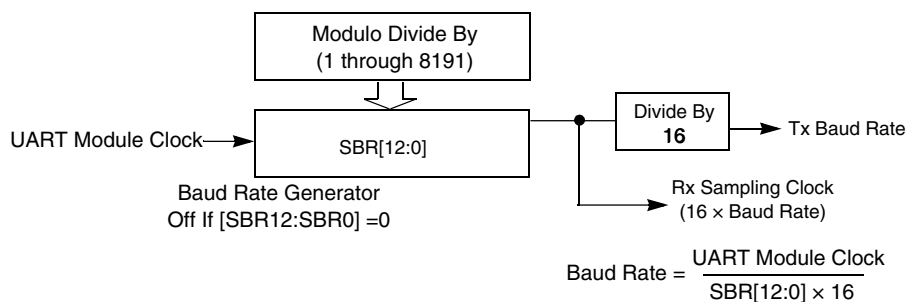 Modulo Divide By
(1 through 8191)
UART Module Clock
SBR[12:0]
Divide By
16
Tx Baud Rate
Baud Rate Generator
Off If [SBR12:SBR0] =0
Rx Sampling Clock
(16 × Baud Rate)
Baud Rate = UART Module Clock
SBR[12:0] × 16